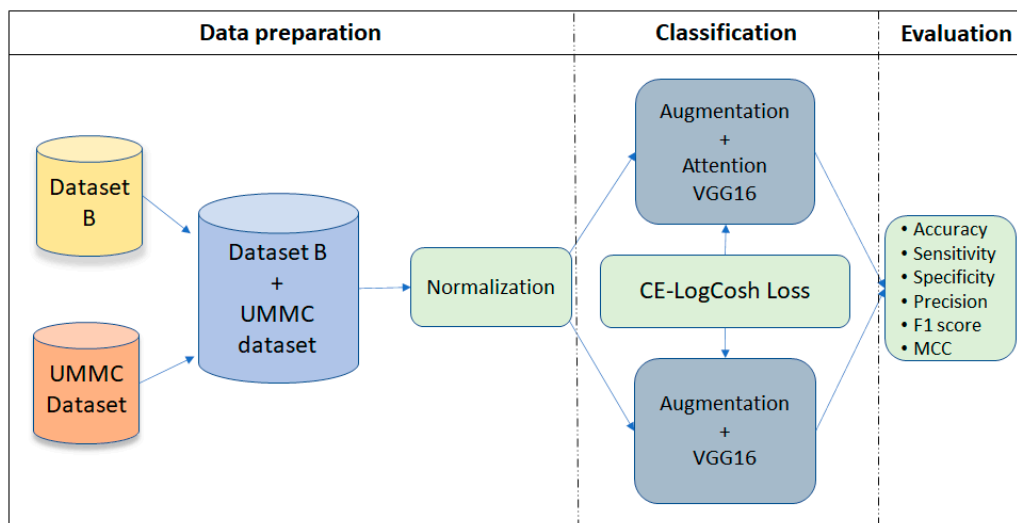 Data preparation
Classification
Evaluation
Dataset
B
UMMC
Dataset
Dataset B
+
UMMC
dataset
Normalization
Augmentation
+
Attention
VGG16
CE-LogCosh Loss
Augmentation
+
VGG16
• Accuracy
• Sensitivity
• Specificity
• Precision
• F1 score
• MCC